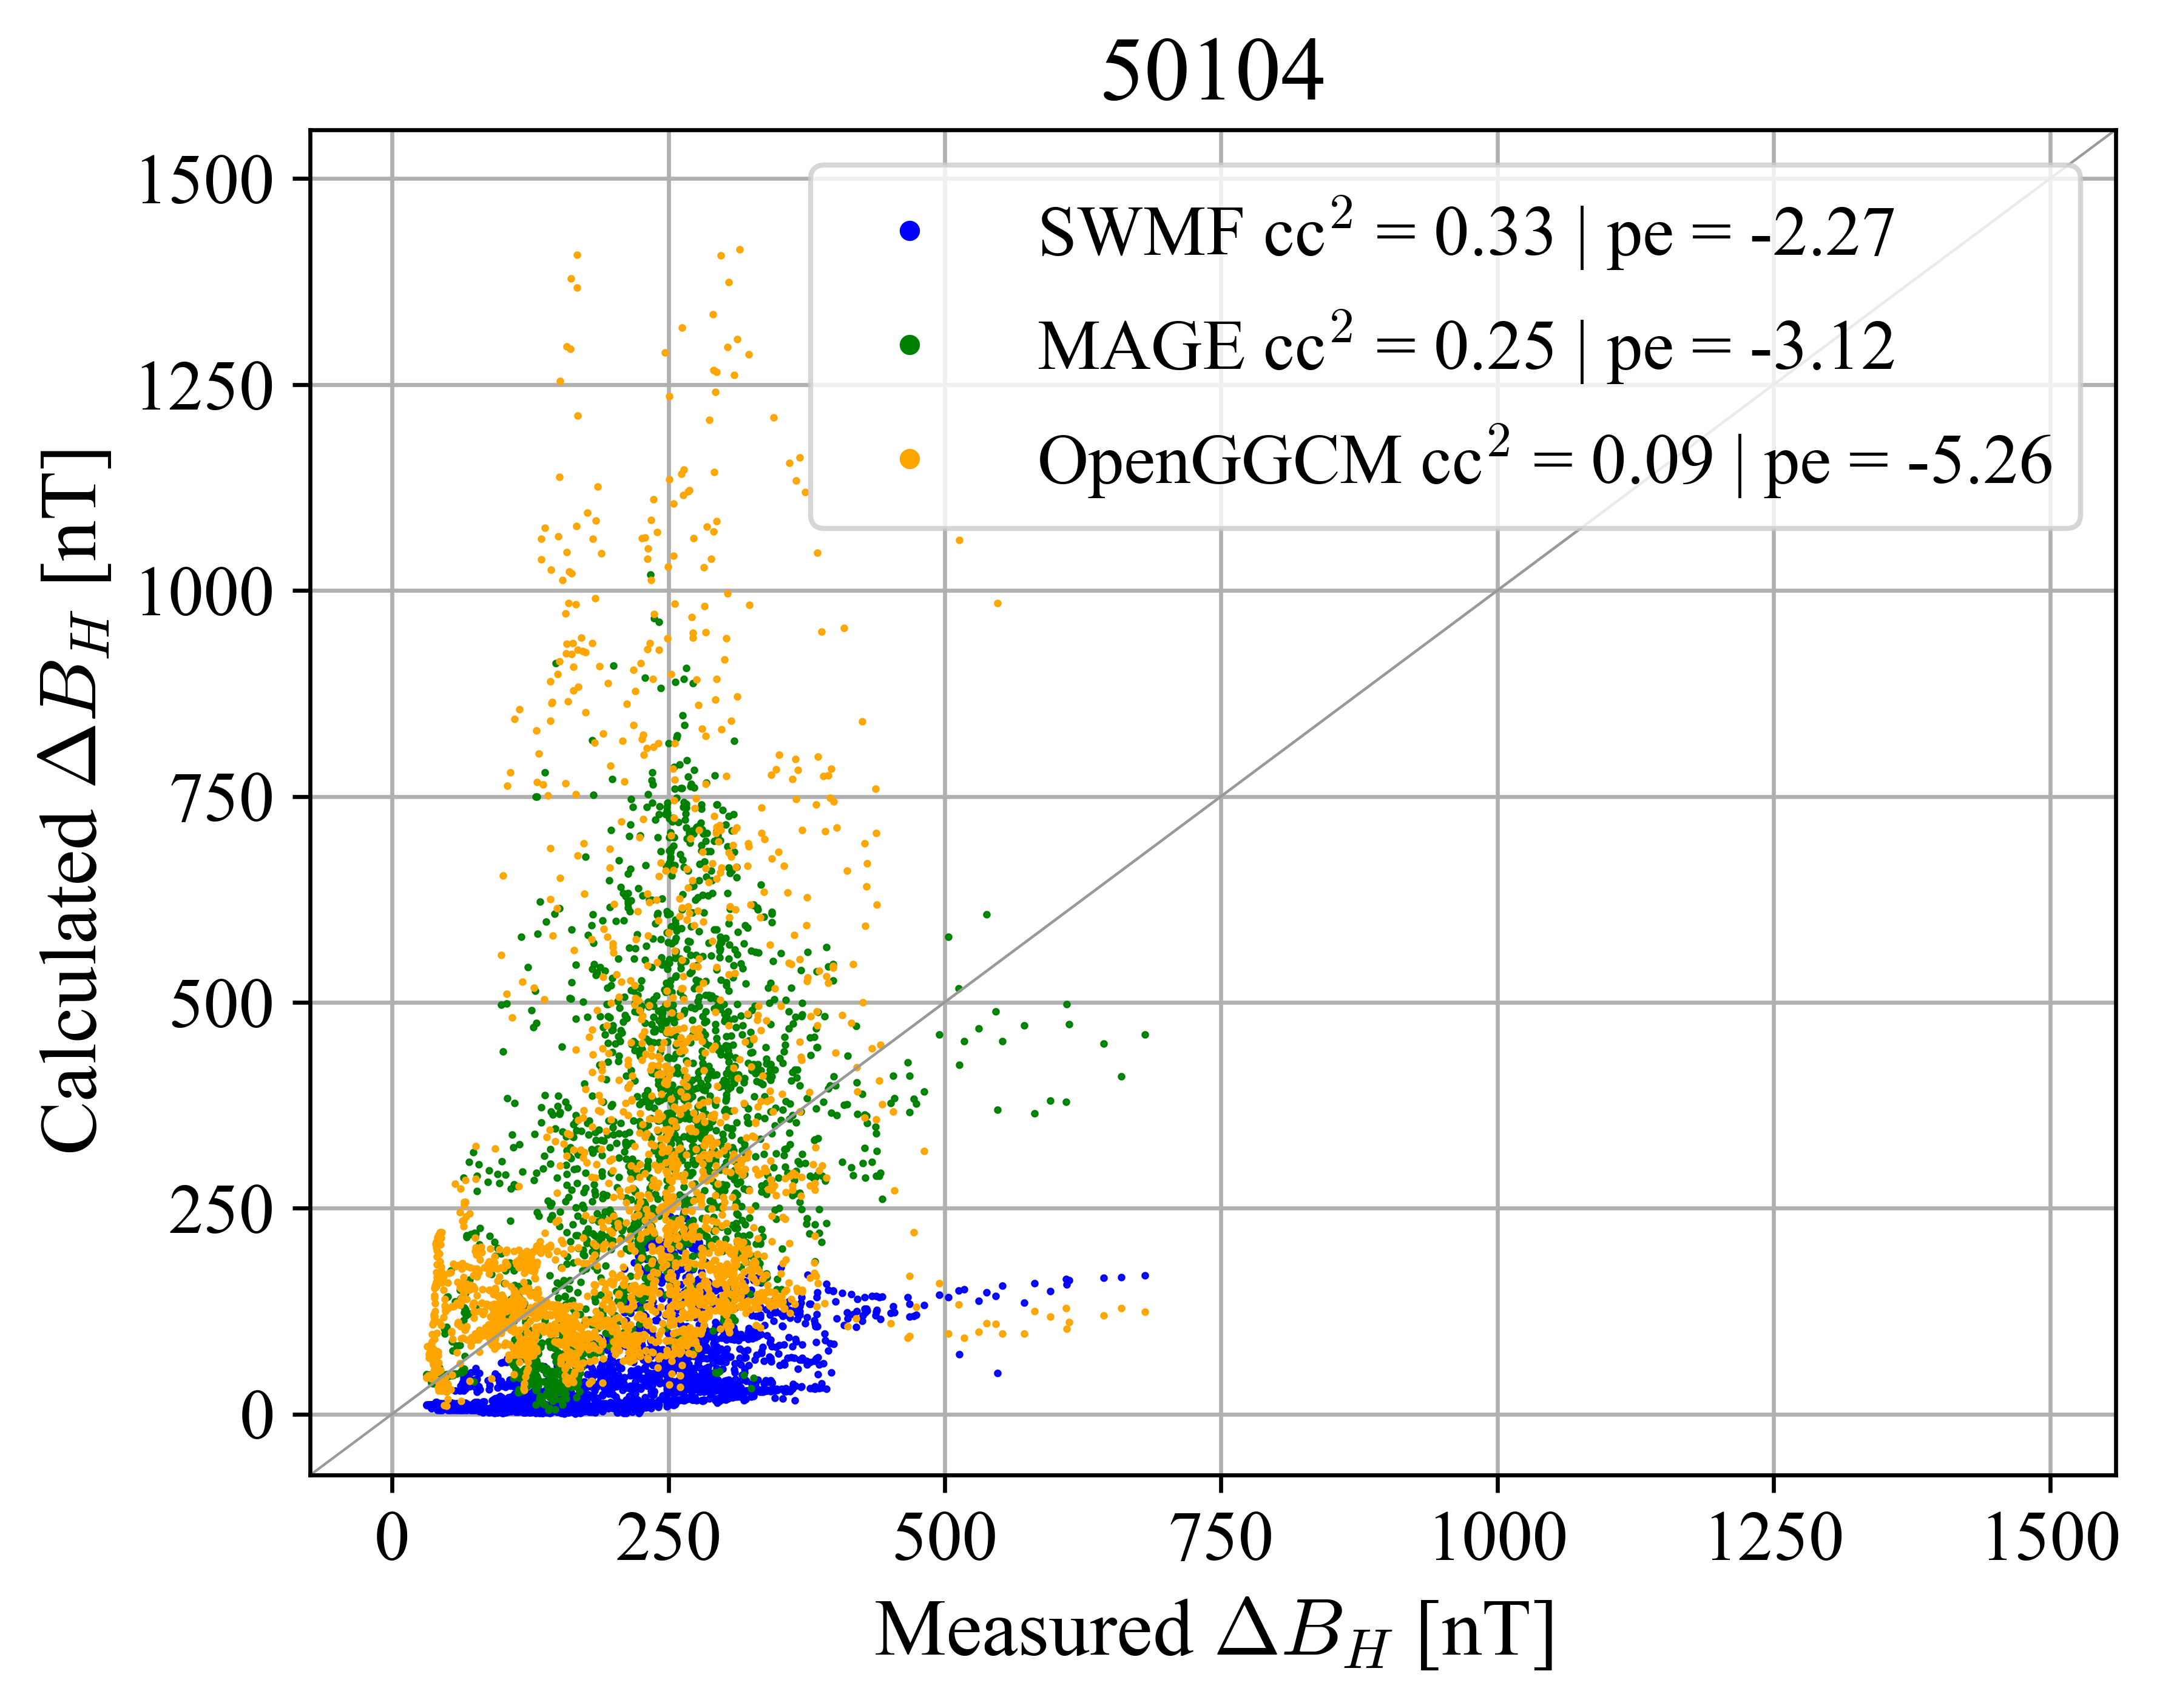 50104
SWMF cc² = 0.33 | pe = -2.27
MAGE cc² = 0.25 | pe = -3.12
OpenGGCM cc² = 0.09 | pe = -5.26
Calculated ΔB_H [nT]
1500
1250
1000
750
500
250
0
0 250 500 750 1000 1250 1500
Measured ΔB_H [nT]